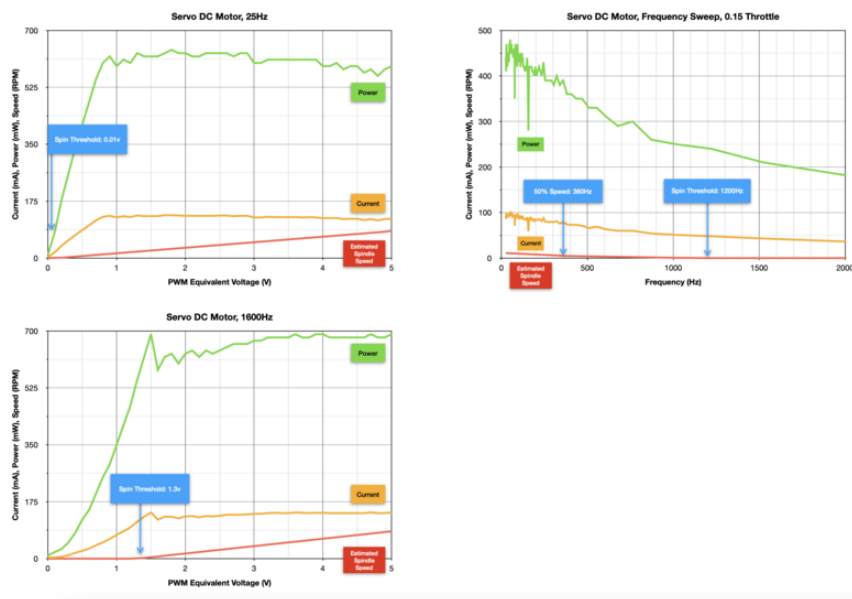 Servo DC Motor, 25Hz
Current (mA), Power (mW), Speed (RPM)
700
525
350
175
0
Spin Threshold: 0.01v
Power
Current
Estimated
Spindle
Speed
0
1
2
3
4
5
PWM Equivalent Voltage (V)
Servo DC Motor, Frequency Sweep, 0.15 Throttle
Current (mA), Power (mW), Speed (RPM)
500
400
300
200
100
0
Power
50% Speed: 360Hz
Spin Threshold: 1200Hz
Current
Estimated
Spindle
Speed
0
500
1000
1500
2000
Frequency (Hz)
Servo DC Motor, 1600Hz
Current (mA), Power (mW), Speed (RPM)
700
525
350
175
0
Power
Spin Threshold: 1.3v
Current
Estimated
Spindle
Speed
0
1
2
3
4
5
PWM Equivalent Voltage (V)